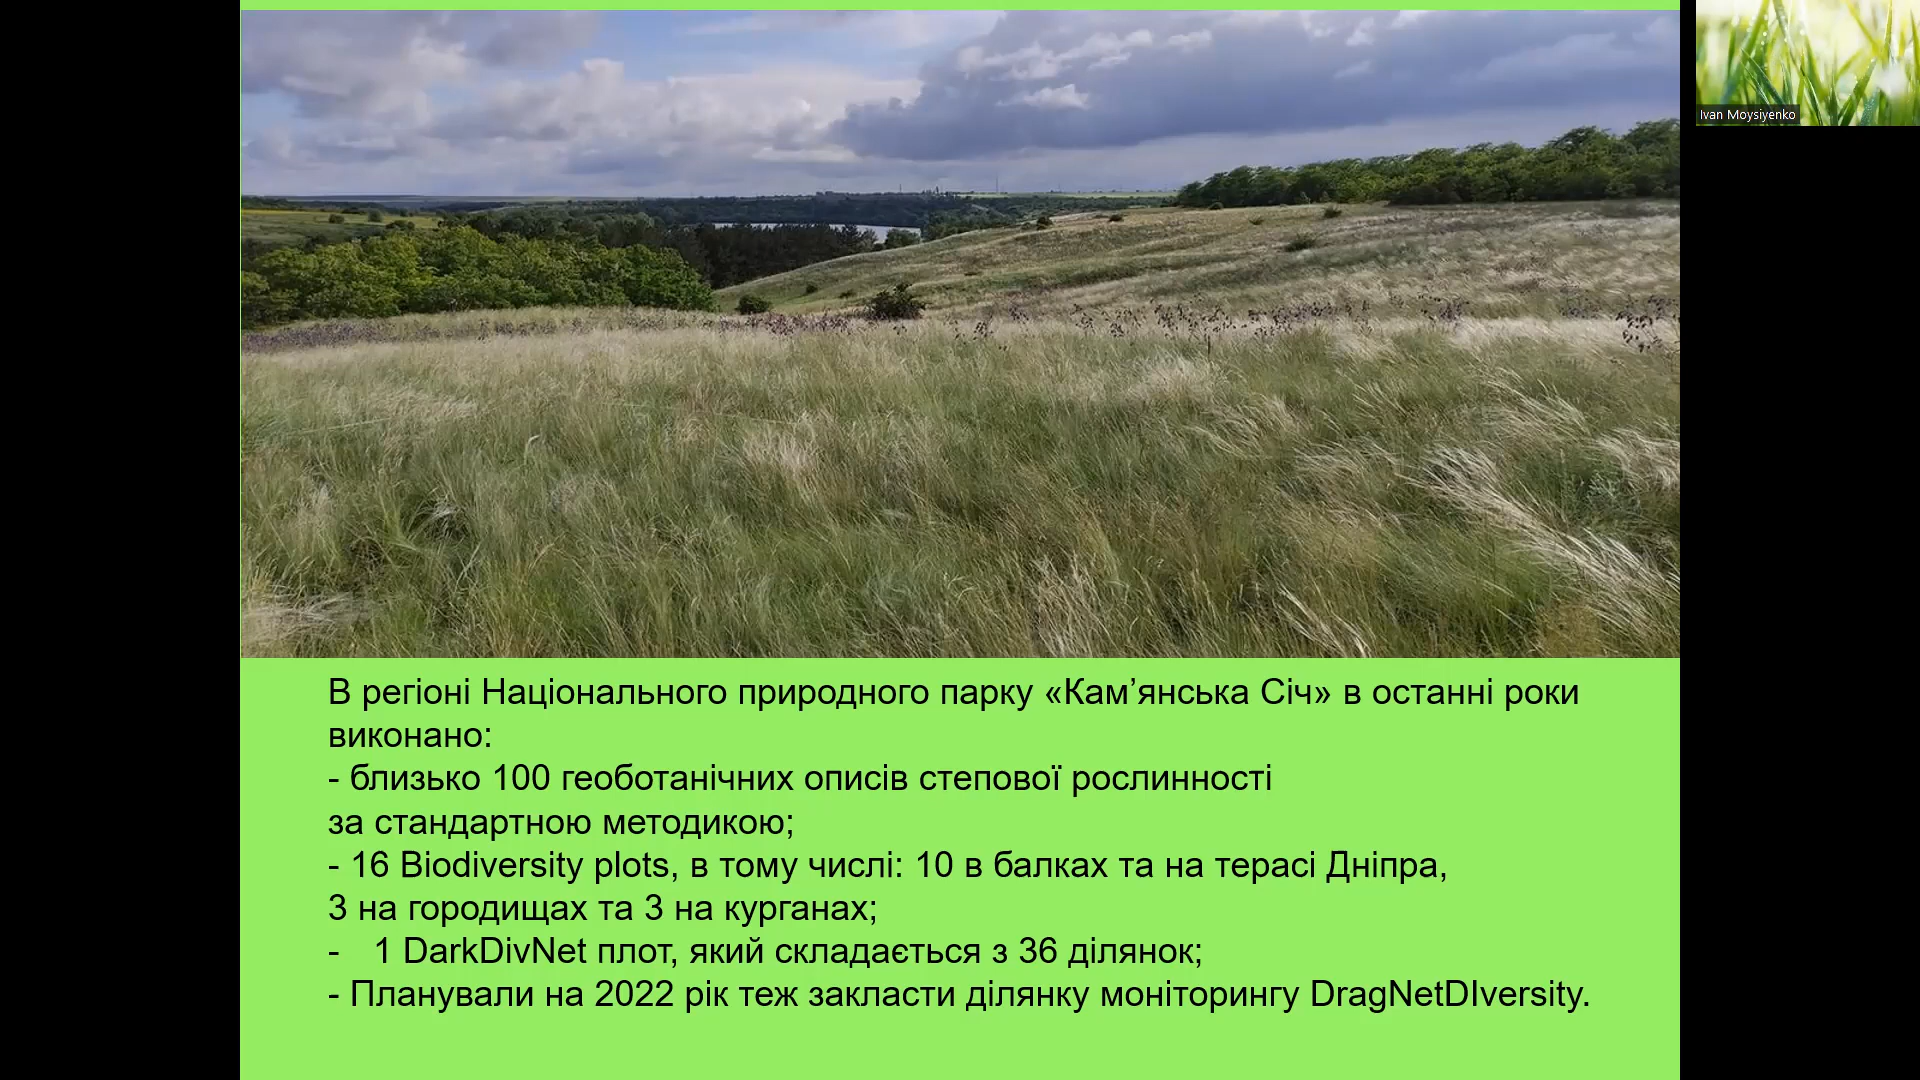 Ivan Moysiyenko
В регіоні Національного природного парку «Кам’янська Січ» в останні роки
виконано:
- близько 100 геоботанічних описів степової рослинності
за стандартною методикою;
- 16 Biodiversity plots, в тому числі: 10 в балках та на терасі Дніпра,
3 на городищах та 3 на курганах;
- 1 DarkDivNet плот, який складається з 36 ділянок;
- Планували на 2022 рік теж закласти ділянку моніторингу DragNetDIversity.